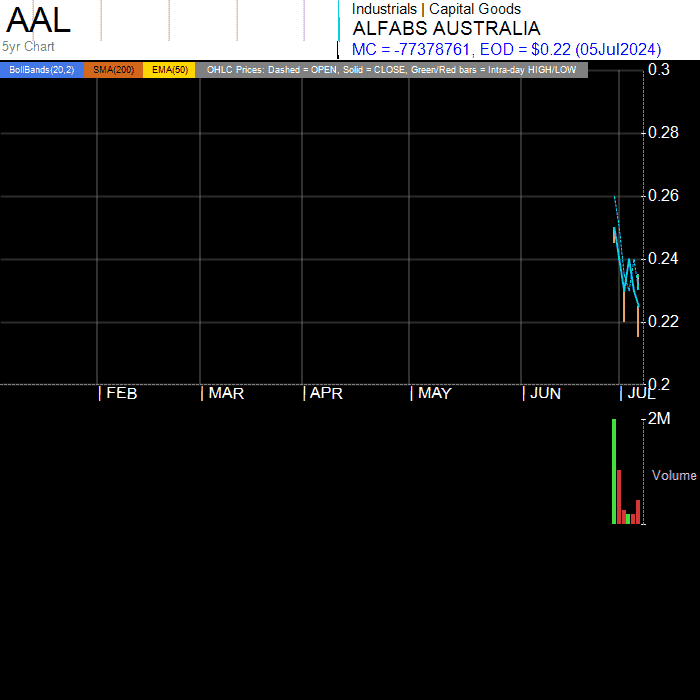 AAL
5yr Chart
Industrials | Capital Goods
ALFABS AUSTRALIA
MC = -77378761, EOD = $0.22 (05Jul2024)
BollBands(20,2) SMA(200) EMA(50) OHLC Prices: Dashed = OPEN, Solid = CLOSE, Green/Red bars = Intra-day HIGH/LOW
0.3
0.28
0.26
0.24
0.22
0.2
| FEB | MAR | APR | MAY | JUN | JUL
2M
Volume